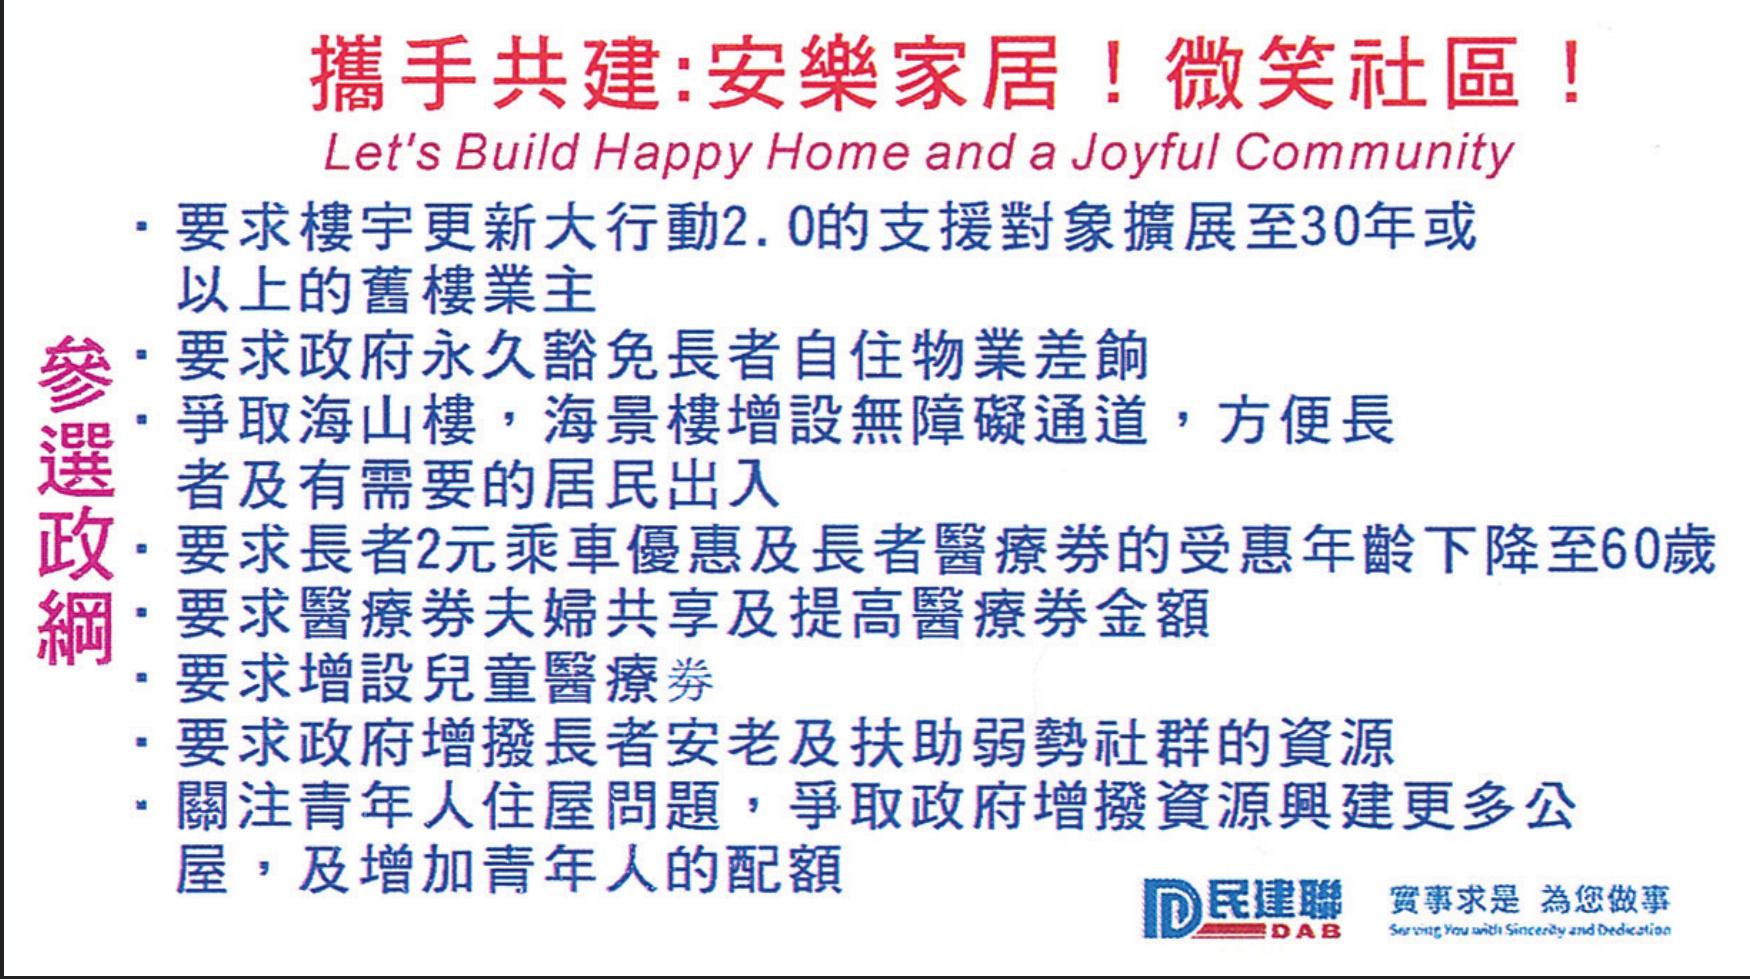 攜手共建:安樂家居！微笑社區！
Let's Build Happy Home and a Joyful Community
參選政綱
· 要求樓宇更新大行動2.0的支援對象擴展至30年或
以上的舊樓業主
· 要求政府永久豁免長者自住物業差餉
· 爭取海山樓，海景樓增設無障礙通道，方便長
者及有需要的居民出入
· 要求長者2元乘車優惠及長者醫療券的受惠年齡下降至60歲
· 要求醫療券夫婦共享及提高醫療券金額
· 要求增設兒童醫療券
· 要求政府增撥長者安老及扶助弱勢社群的資源
· 關注青年人住屋問題，爭取政府增撥資源興建更多公
屋，及增加青年人的配額
民建聯
DAB
實事求是 為您做事
Serving You with Sincerity and Dedication